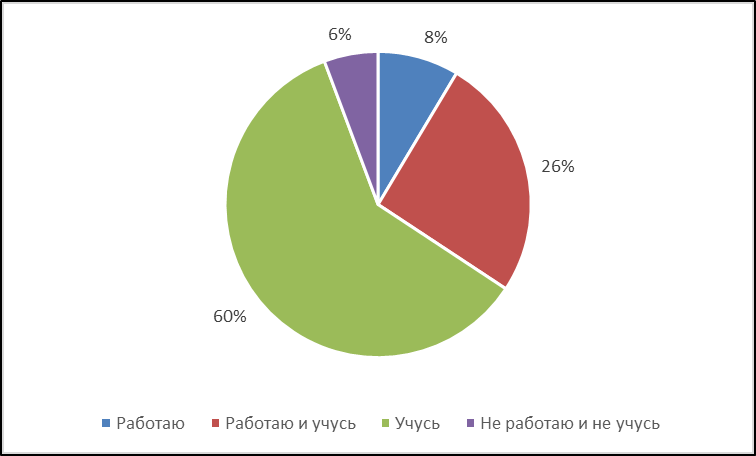 6%
8%
26%
60%
Работаю
Работаю и учусь
Учусь
Не работаю и не учусь